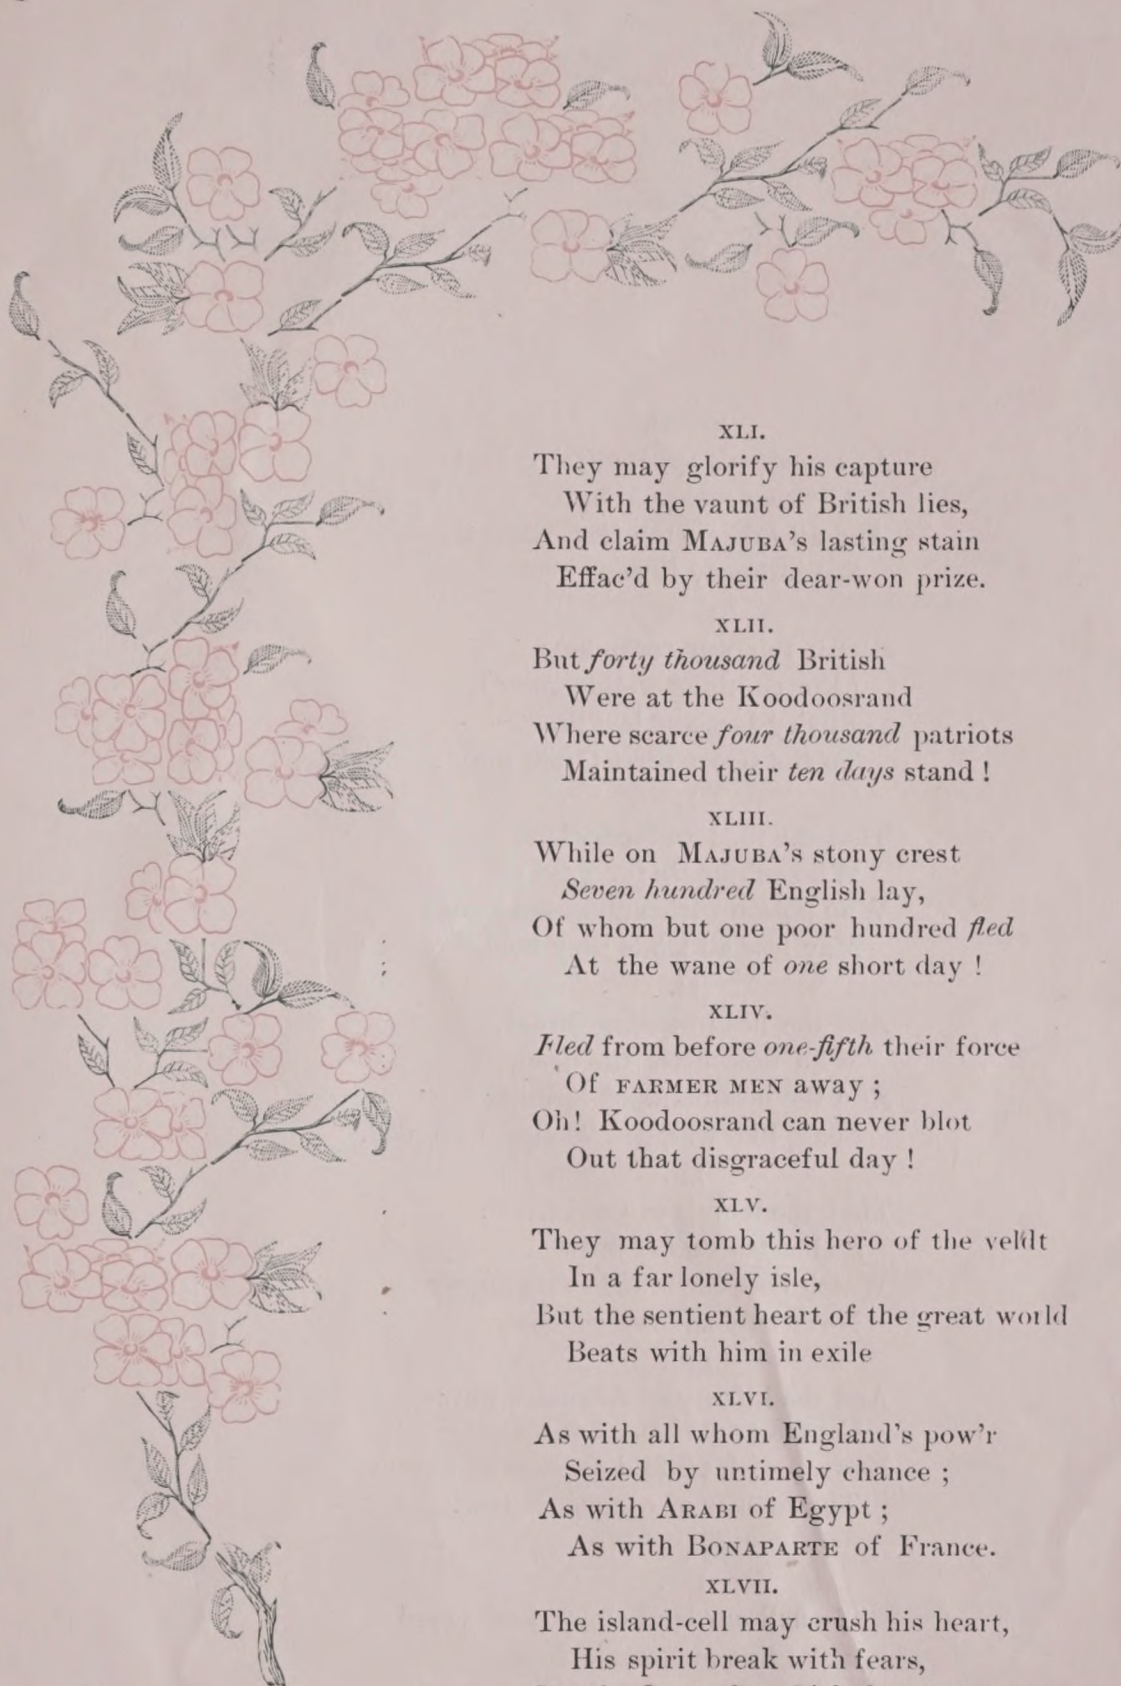 XLI.
They may glorify his capture
With the vaunt of British lies,
And claim MAJUBA's lasting stain
Effac'd by their dear-won prize.
XLII.
But forty thousand British
Were at the Koodoosrand
Where scarce four thousand patriots
Maintained their ten days stand !
XLIII.
While on MAJUBA's stony crest
Seven hundred English lay,
Of whom but one poor hundred fled
At the wane of one short day !
XLIV.
Fled from before one-fifth their force
Of FARMER MEN away ;
Oh! Koodoosrand can never blot
Out that disgraceful day !
XLV.
They may tomb this hero of the veldt
In a far lonely isle,
But the sentient heart of the great world
Beats with him in exile
XLVI.
As with all whom England's pow'r
Seized by untimely chance ;
As with ARABI of Egypt ;
As with BONAPARTE of France.
XLVII.
The island-cell may crush his heart,
His spirit break with fears,